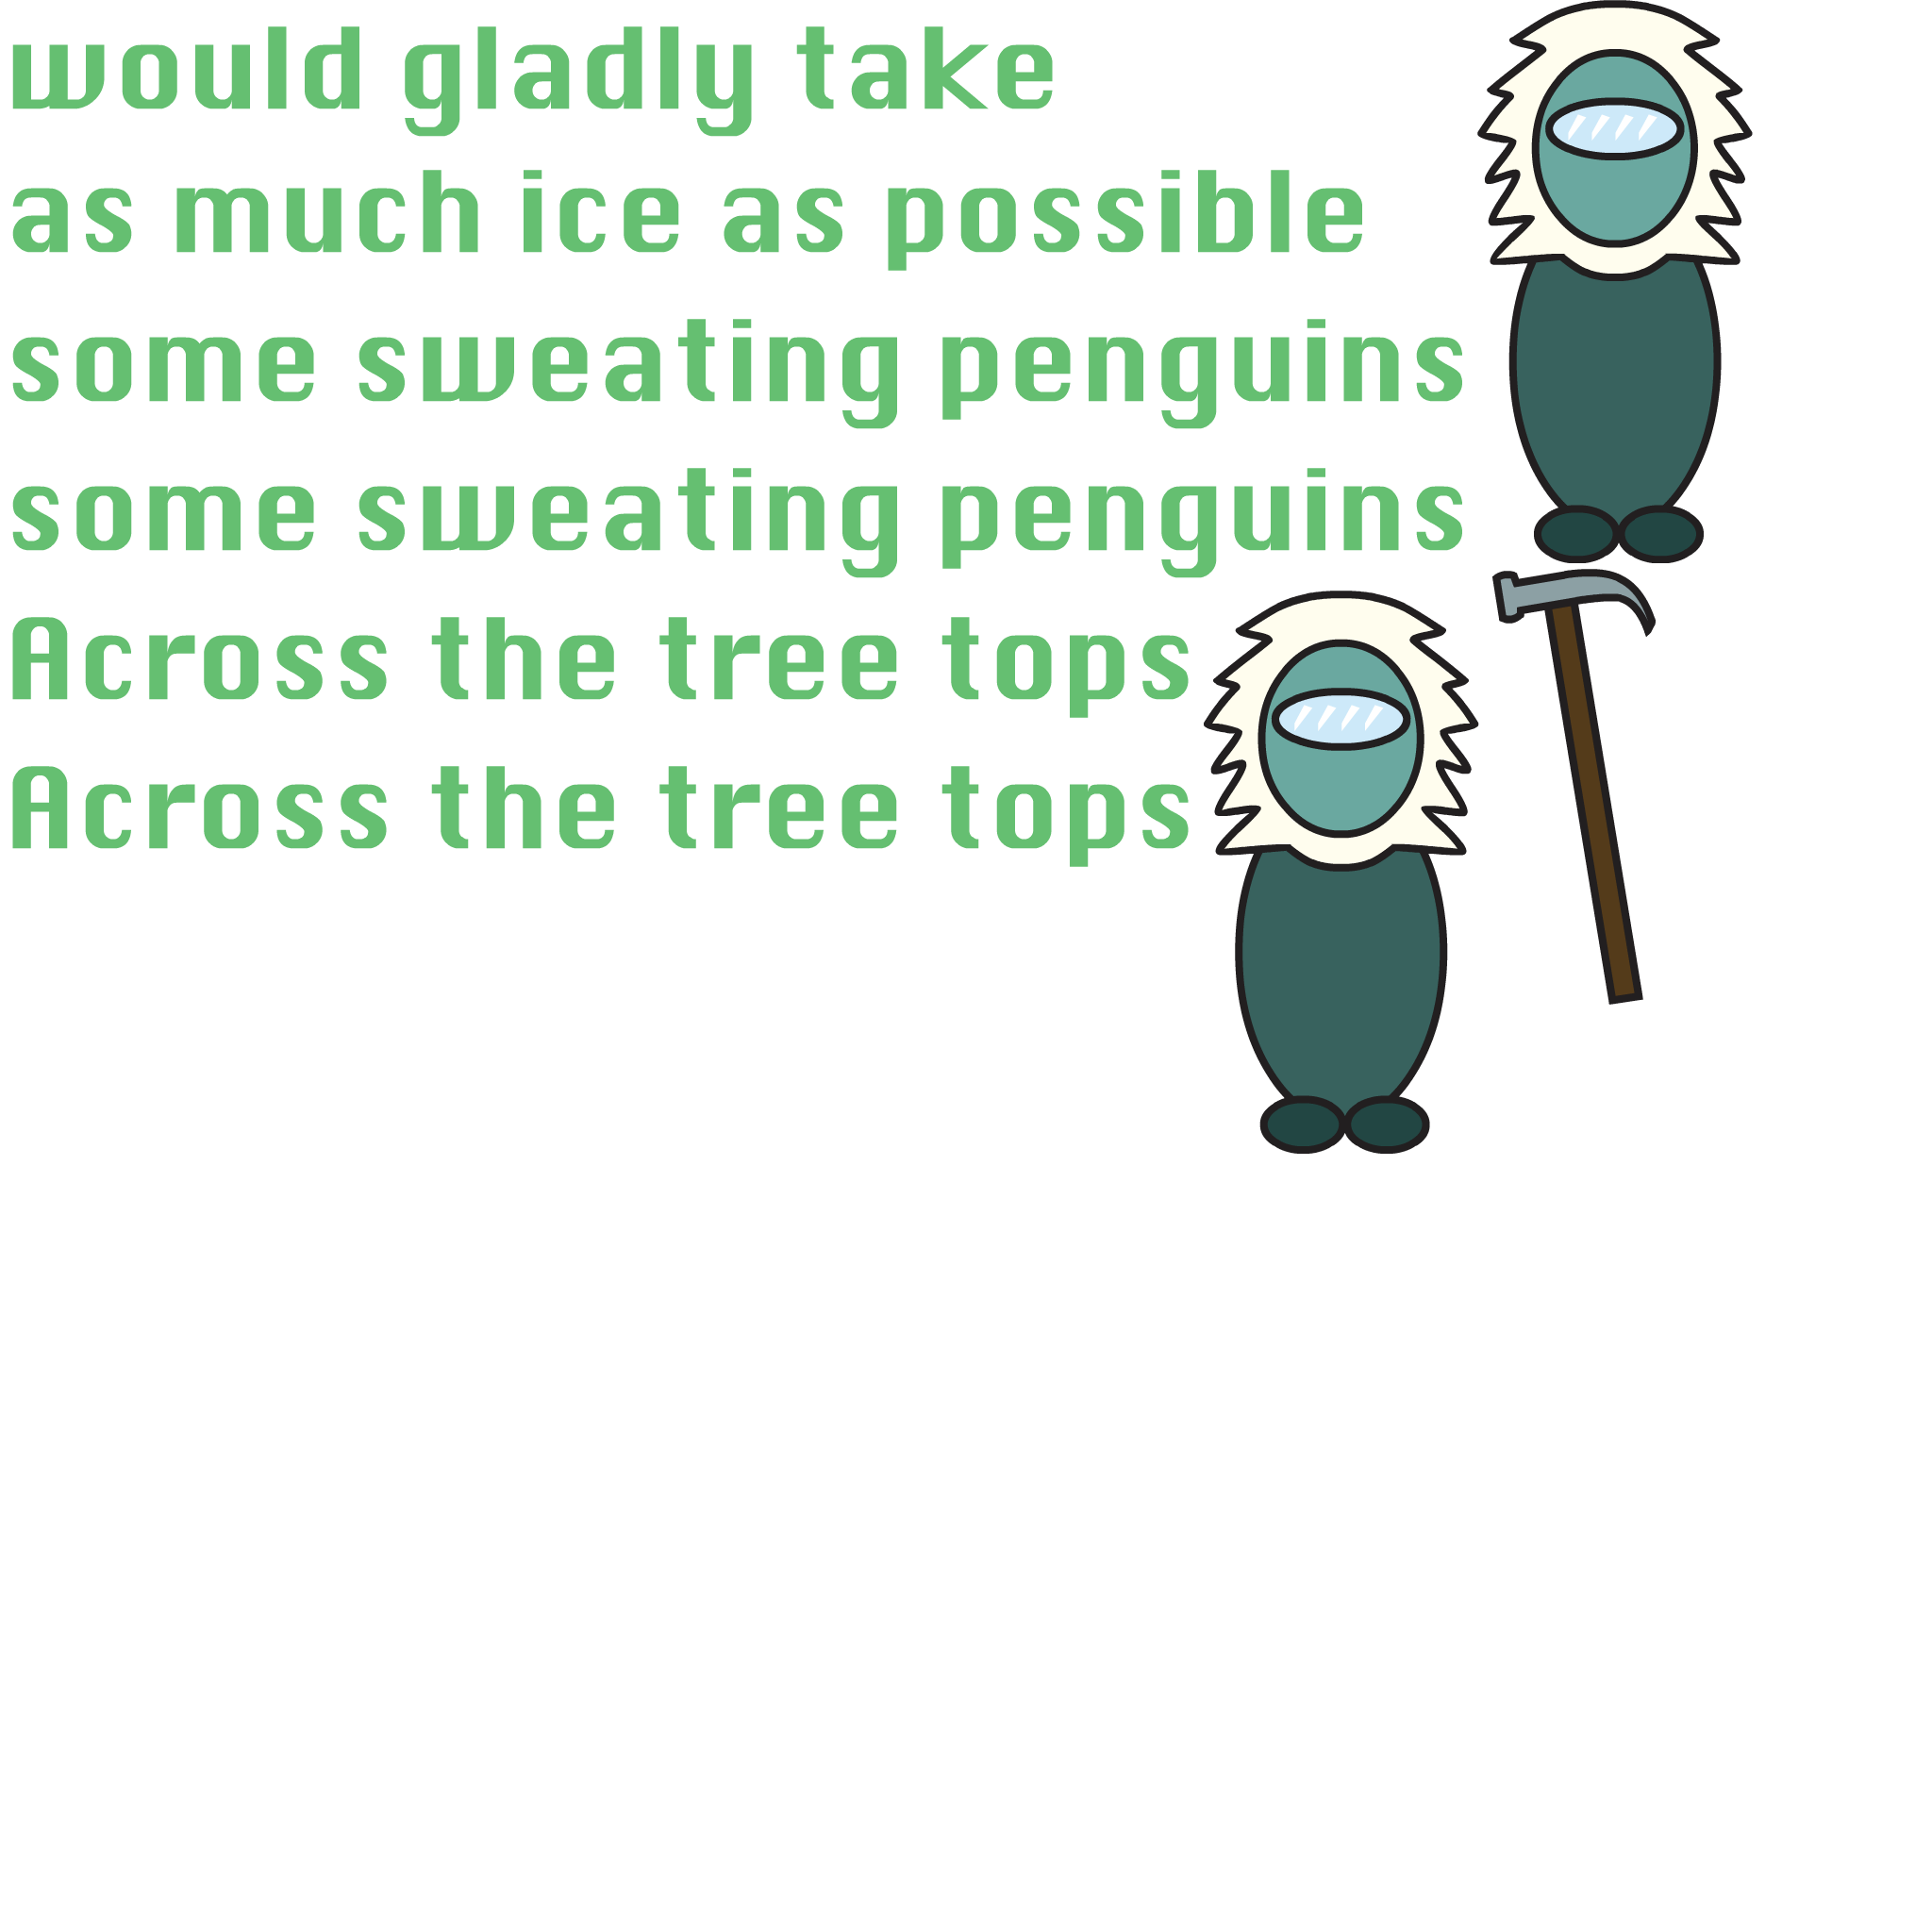 would gladly take
as much ice as possible
some sweating penguins
some sweating penguins
Across the tree tops
Across the tree tops